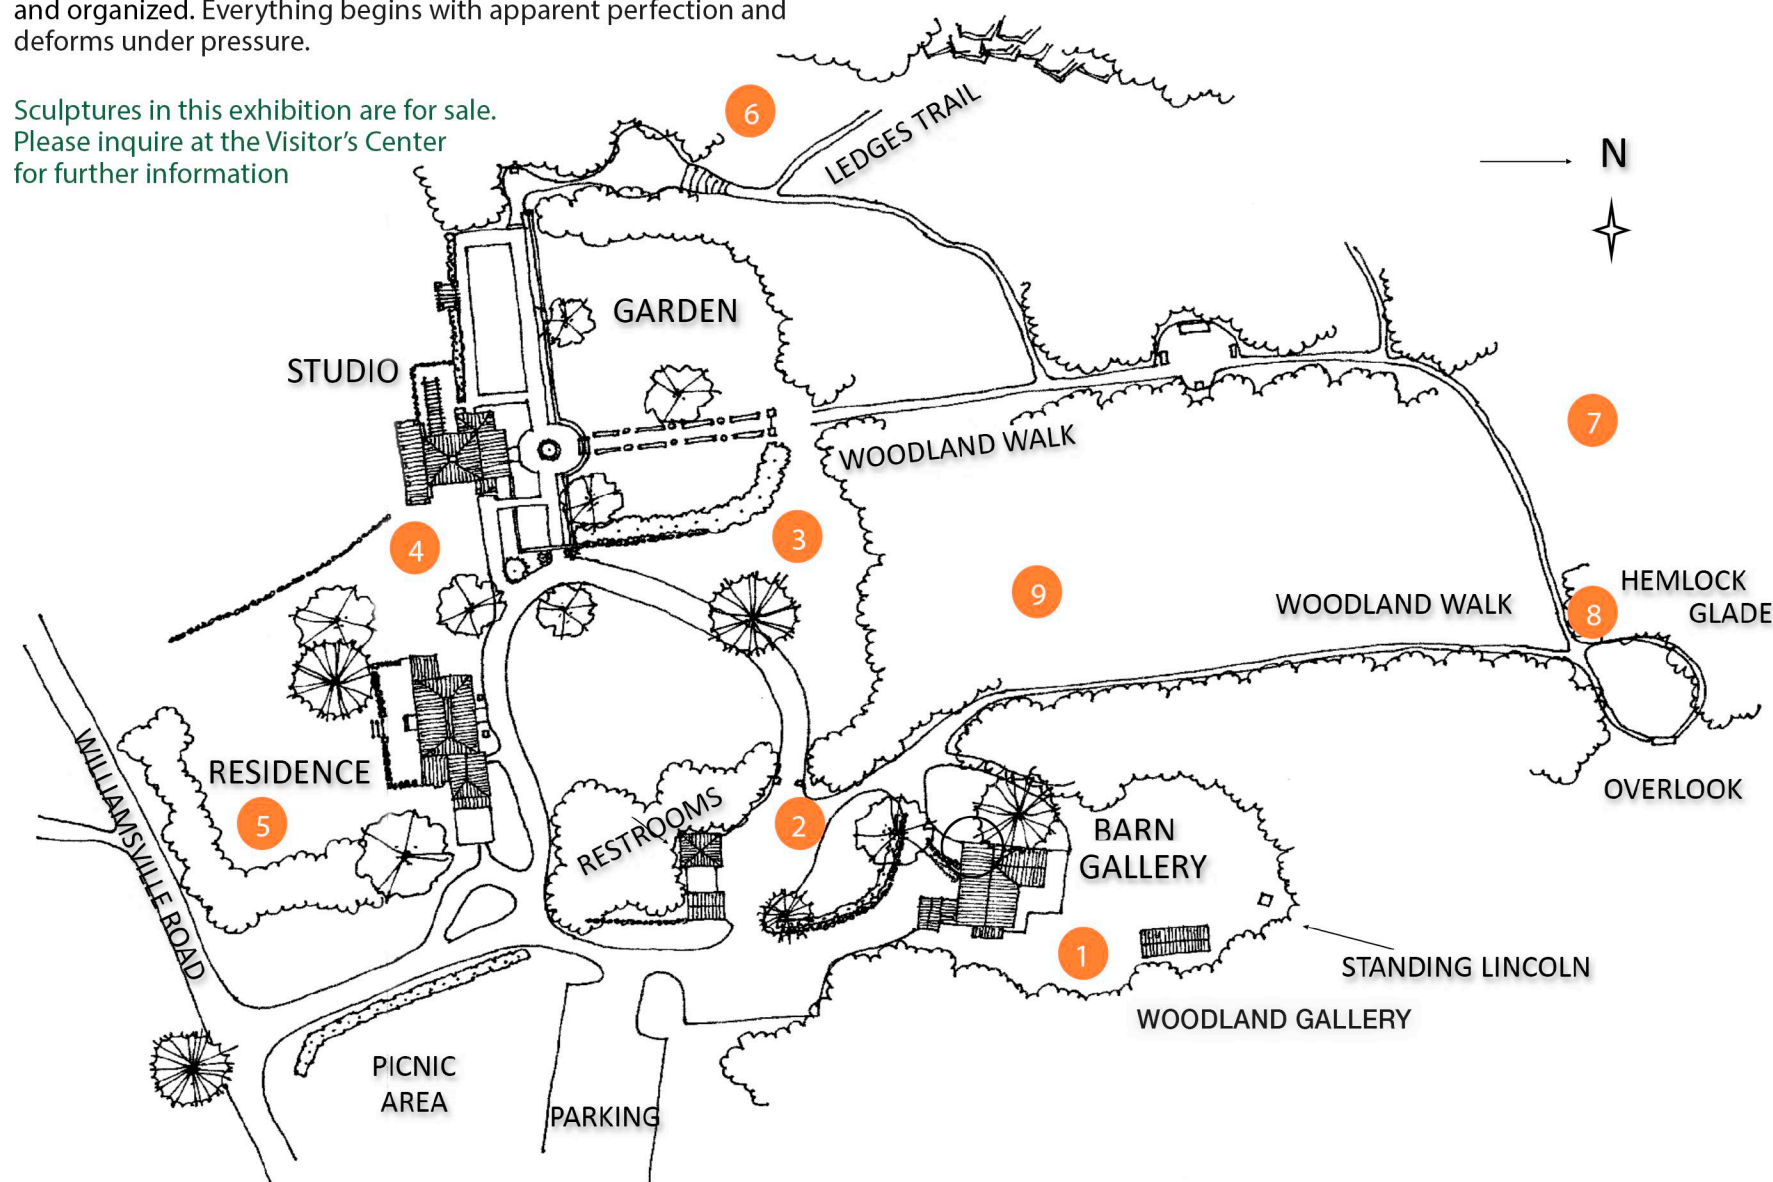 and organized. Everything begins with apparent perfection and
deforms under pressure.
Sculptures in this exhibition are for sale.
Please inquire at the Visitor's Center
for further information
6
LEDGES TRAIL
N
GARDEN
STUDIO
7
WOODLAND WALK
3
4
9
WOODLAND WALK
HEMLOCK
GLADE
8
WILLIAMSVILLE ROAD
RESIDENCE
5
RESTROOMS
2
OVERLOOK
BARN
GALLERY
1
STANDING LINCOLN
WOODLAND GALLERY
PICNIC
AREA
PARKING